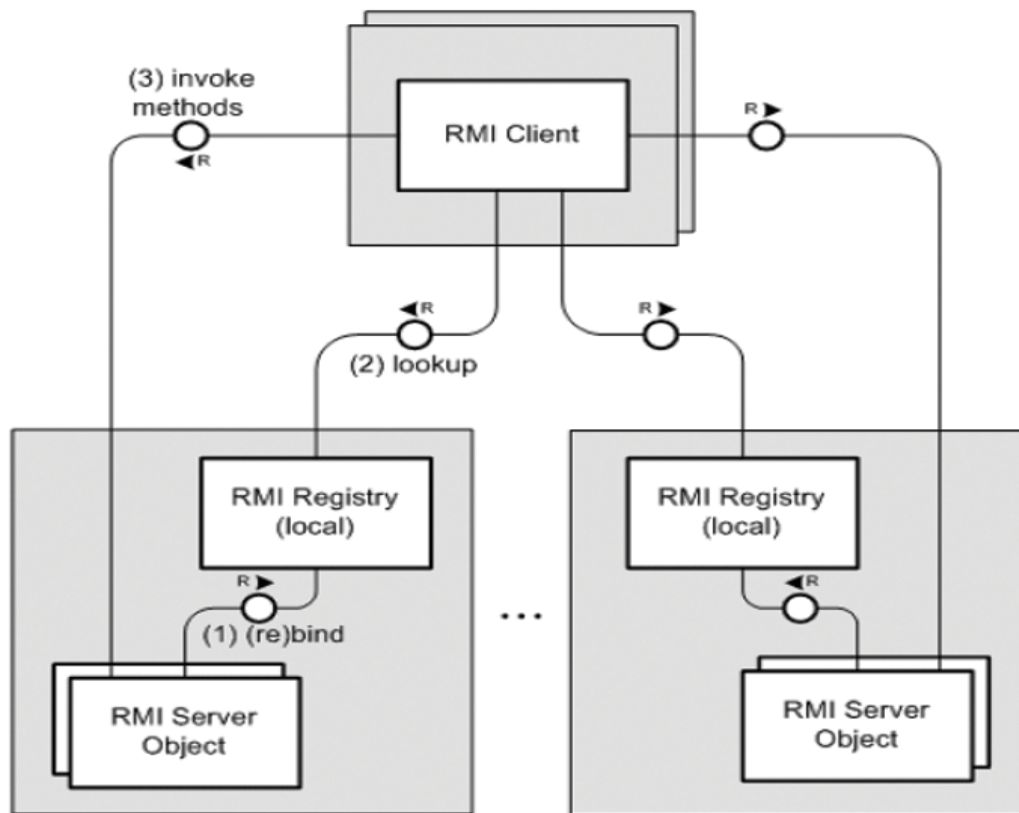 (3) invoke
methods
R
RMI Client
R
R
(2) lookup
R
RMI Registry
(local)
RMI Registry
(local)
R
(1) (re)bind
R
...
RMI Server
Object
RMI Server
Object